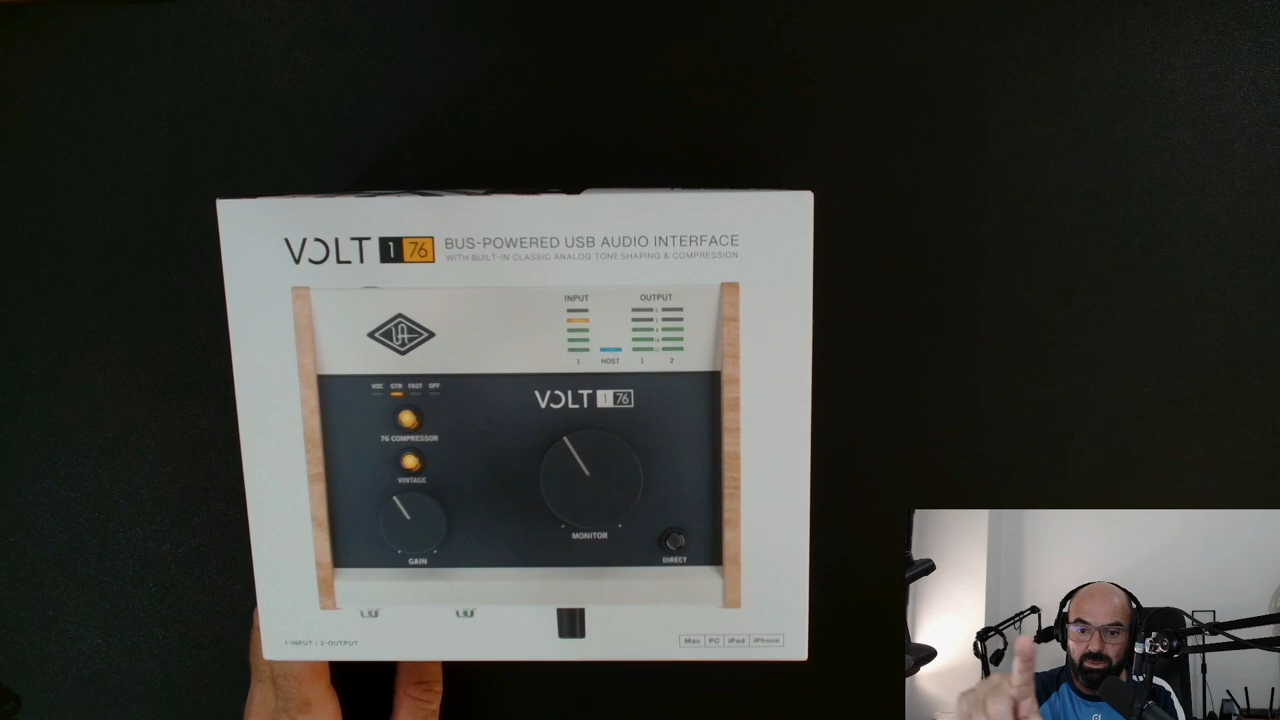 VOLT 1 76 BUS-POWERED USB AUDIO INTERFACE
WITH BUILT-IN CLASSIC ANALOG TONE SHAPING & COMPRESSION
INPUT OUTPUT
UA
1 HOST 1 2
VOC GTR FAST OFF
VOLT 1 76
76 COMPRESSOR
VINTAGE
MONITOR
GAIN
DIRECT
1-INPUT / 2-OUTPUT
Mac PC iPad iPhone